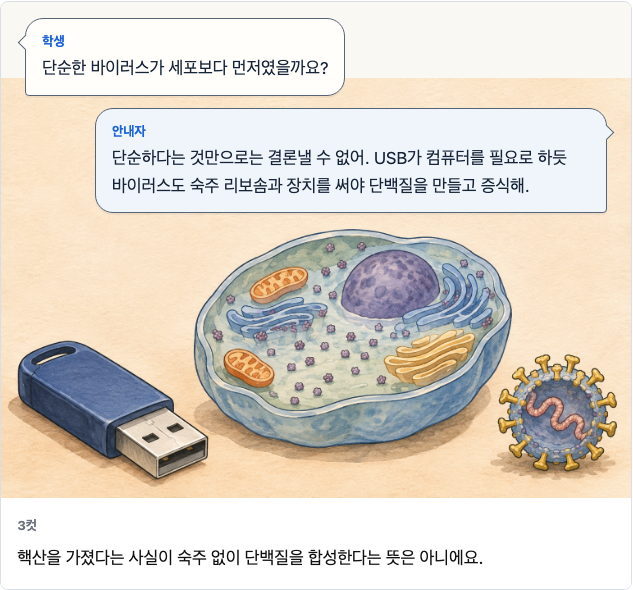 학생
단순한 바이러스가 세포보다 먼저였을까요?
안내자
단순하다는 것만으로는 결론낼 수 없어. USB가 컴퓨터를 필요로 하듯
바이러스도 숙주 리보솜과 장치를 써야 단백질을 만들고 증식해.
3컷
핵산을 가졌다는 사실이 숙주 없이 단백질을 합성한다는 뜻은 아니에요.